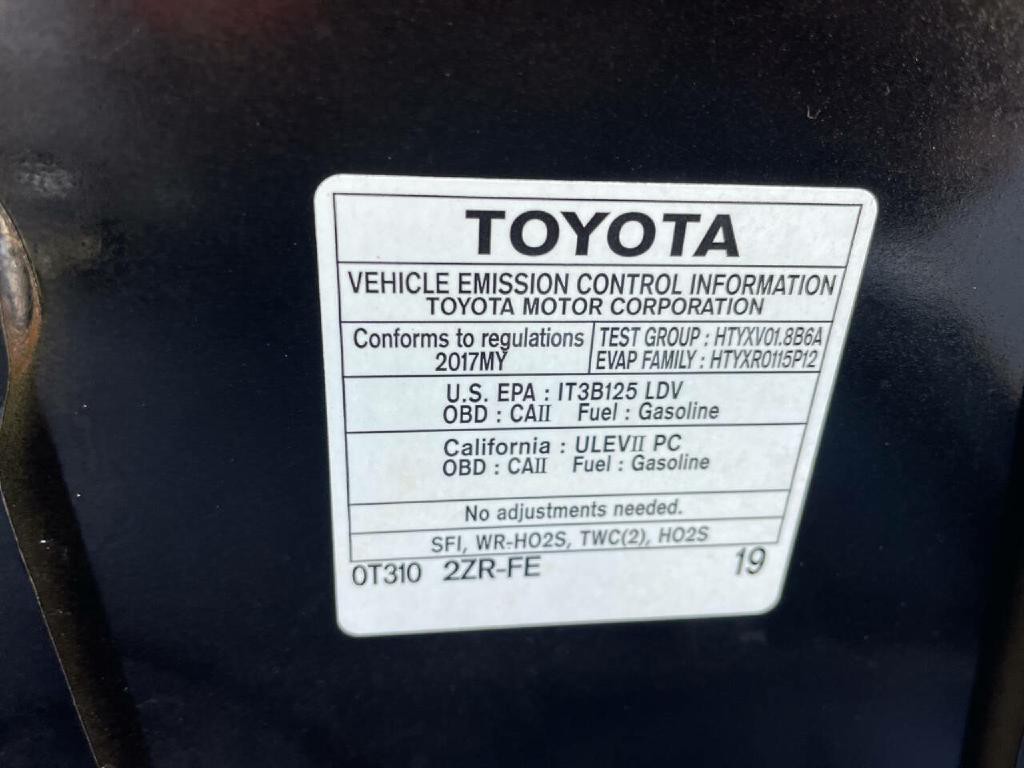 TOYOTA
VEHICLE EMISSION CONTROL INFORMATION
TOYOTA MOTOR CORPORATION
Conforms to regulations
2017MY
TEST GROUP : HTYXV01.8B6A
EVAP FAMILY : HTYXR0115P12
U.S. EPA : IT3B125 LDV
OBD : CAII Fuel : Gasoline
California : ULEVII PC
OBD : CAII Fuel : Gasoline
No adjustments needed.
SFI, WR-HO2S, TWC(2), HO2S
0T310 2ZR-FE 19